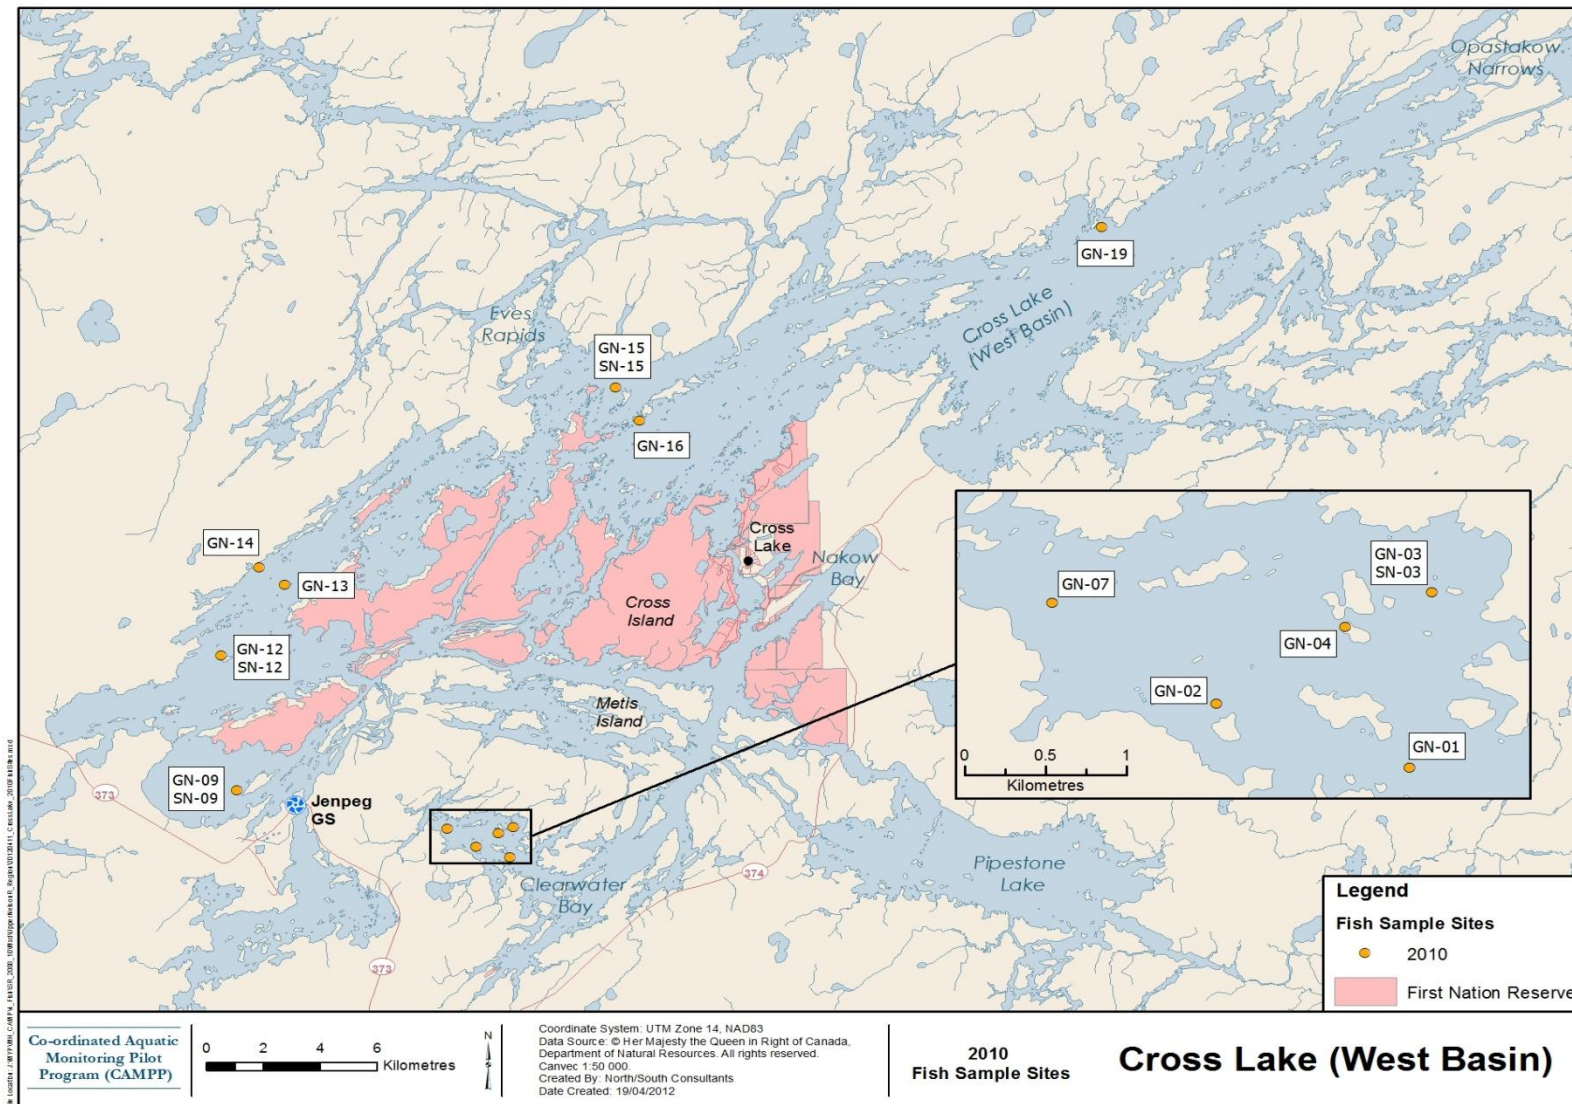 Opastakow
Narrows
GN-19
Eves
Rapids
Cross Lake
(West Basin)
GN-15
SN-15
GN-16
Cross
Lake
Nakow
Bay
GN-14
GN-13
Cross
Island
GN-12
SN-12
Metis
Island
GN-09
SN-09
373
Jenpeg
GS
Clearwater
Bay
374
Pipestone
Lake
373
GN-07
GN-03
SN-03
GN-04
GN-02
GN-01
0 0.5 1
Kilometres
Legend
Fish Sample Sites
2010
First Nation Reserve
Co-ordinated Aquatic
Monitoring Pilot
Program (CAMPP)
0 2 4 6
Kilometres
N
S
Coordinate System: UTM Zone 14, NAD83
Data Source: © Her Majesty the Queen in Right of Canada,
Department of Natural Resources. All rights reserved.
Canvec 1:50 000.
Created By: North/South Consultants
Date Created: 19/04/2012
2010
Fish Sample Sites
Cross Lake (West Basin)